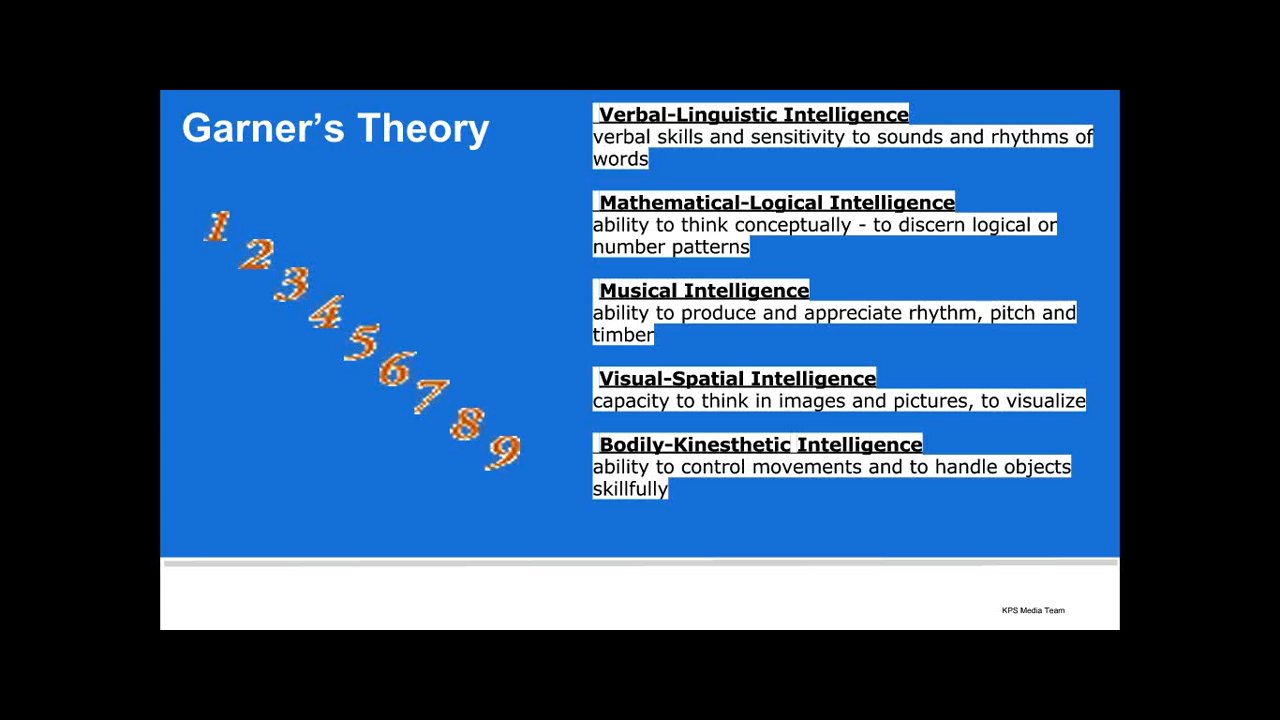 Garner’s Theory
1
2
3
4
5
6
7
8
9
Verbal-Linguistic Intelligence
verbal skills and sensitivity to sounds and rhythms of
words
Mathematical-Logical Intelligence
ability to think conceptually - to discern logical or
number patterns
Musical Intelligence
ability to produce and appreciate rhythm, pitch and
timber
Visual-Spatial Intelligence
capacity to think in images and pictures, to visualize
Bodily-Kinesthetic Intelligence
ability to control movements and to handle objects
skillfully
KPS Media Team